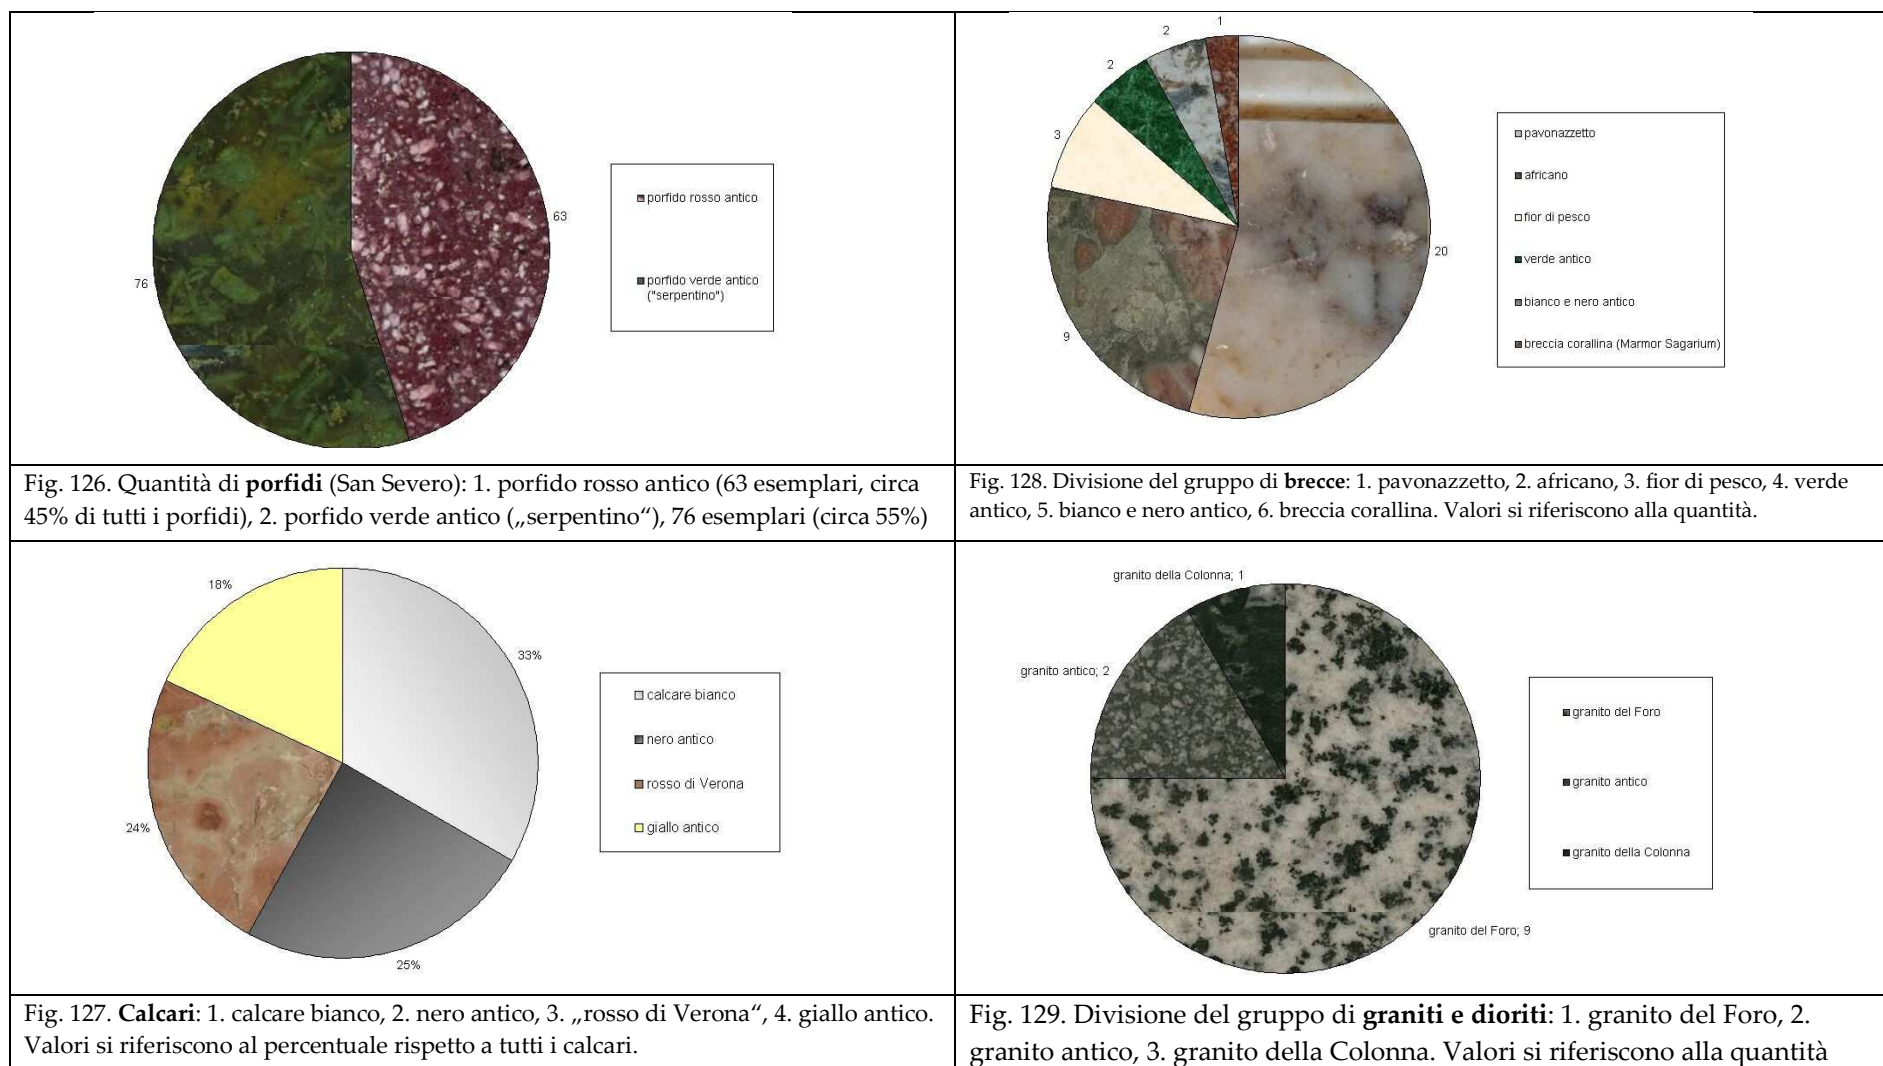 63
76
porfido rosso antico
porfido verde antico
("serpentino")
Fig. 126. Quantità di porfidi (San Severo): 1. porfido rosso antico (63 esemplari, circa
45% di tutti i porfidi), 2. porfido verde antico („serpentino“), 76 esemplari (circa 55%)
1
2
2
3
9
20
pavonazzetto
africano
fior di pesco
verde antico
bianco e nero antico
breccia corallina (Marmor Sagarium)
Fig. 128. Divisione del gruppo di brecce: 1. pavonazzetto, 2. africano, 3. fior di pesco, 4. verde
antico, 5. bianco e nero antico, 6. breccia corallina. Valori si riferiscono alla quantità.
18%
33%
24%
25%
calcare bianco
nero antico
rosso di Verona
giallo antico
Fig. 127. Calcari: 1. calcare bianco, 2. nero antico, 3. „rosso di Verona“, 4. giallo antico.
Valori si riferiscono al percentuale rispetto a tutti i calcari.
granito della Colonna; 1
granito antico; 2
granito del Foro; 9
granito del Foro
granito antico
granito della Colonna
Fig. 129. Divisione del gruppo di graniti e dioriti: 1. granito del Foro, 2.
granito antico, 3. granito della Colonna. Valori si riferiscono alla quantità